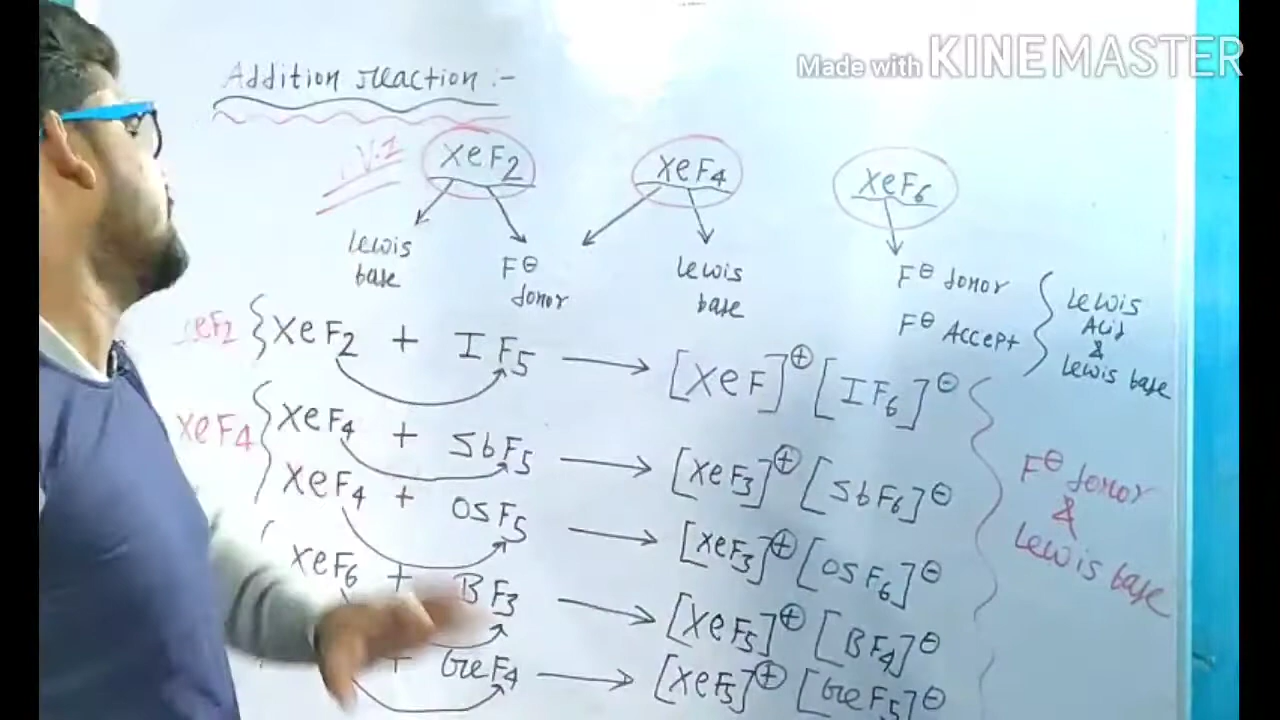 Made with KINEMASTER
Addition reaction :-
V.I XeF2 XeF4 XeF6
Lewis base
F⊖ donor
Lewis base
F⊖ donor
F⊖ Accept
Lewis Acid & Lewis base
XeF2 + IF5 → [XeF]⊕ [IF6]⊖
XeF4 XeF4 + SbF5 → [XeF3]⊕ [SbF6]⊖
XeF4 + OSF5 → [XeF3]⊕ [OSF6]⊖
XeF6 + BF3 → [XeF5]⊕ [BF4]⊖
+ GeF4 → [XeF5]⊕ [GeF5]⊖
F⊖ donor
&
Lewis base